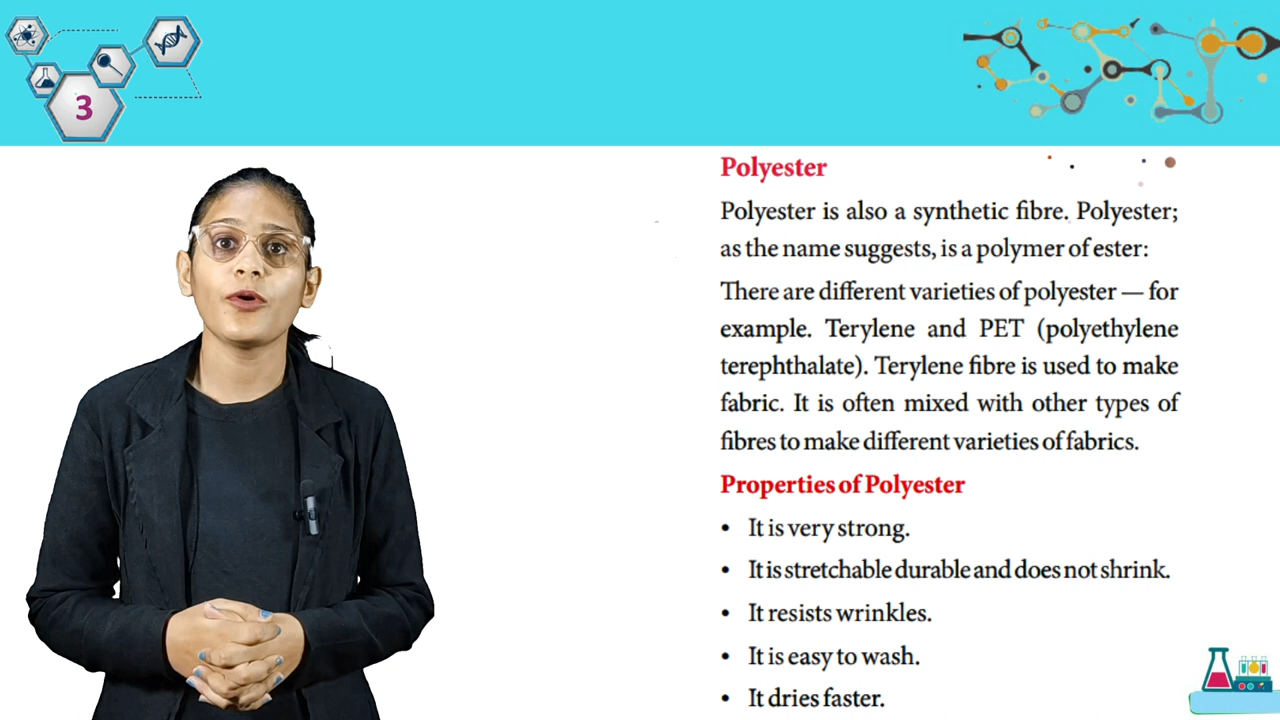 3
Polyester
Polyester is also a synthetic fibre. Polyester;
as the name suggests, is a polymer of ester:
There are different varieties of polyester — for
example. Terylene and PET (polyethylene
terephthalate). Terylene fibre is used to make
fabric. It is often mixed with other types of
fibres to make different varieties of fabrics.
Properties of Polyester
• It is very strong.
• It is stretchable durable and does not shrink.
• It resists wrinkles.
• It is easy to wash.
• It dries faster.